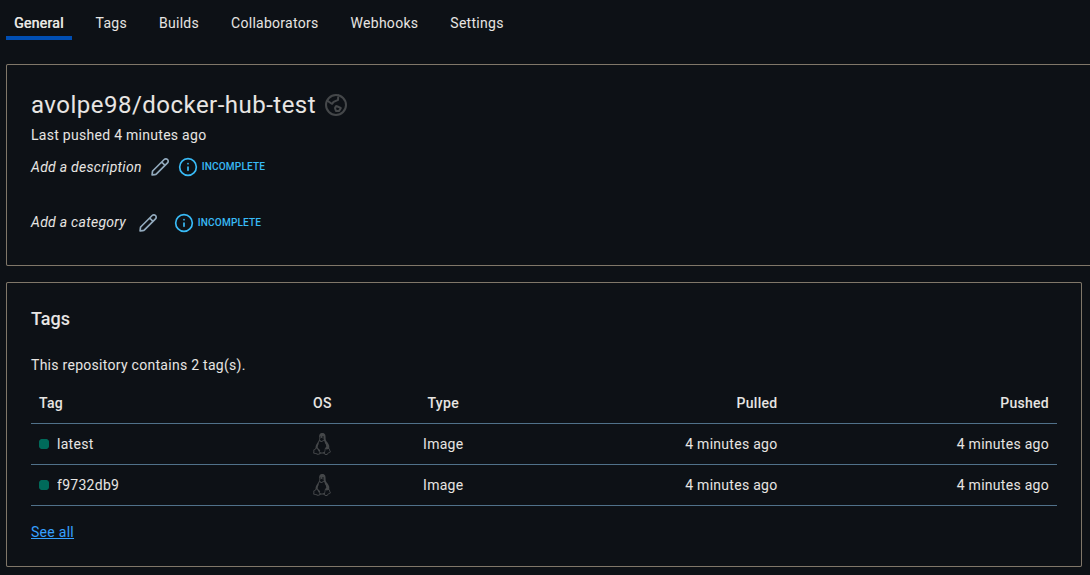 General Tags Builds Collaborators Webhooks Settings
avolpe98/docker-hub-test
Last pushed 4 minutes ago
Add a description INCOMPLETE
Add a category INCOMPLETE
Tags
This repository contains 2 tag(s).
Tag OS Type Pulled Pushed
latest Image 4 minutes ago 4 minutes ago
f9732db9 Image 4 minutes ago 4 minutes ago
See all